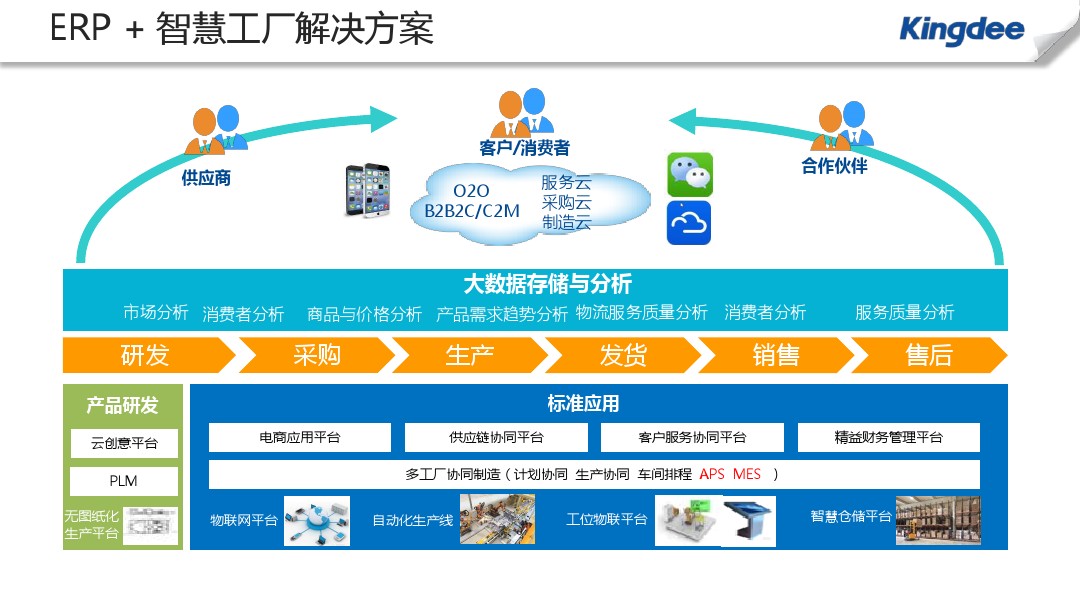 ERP + 智慧工厂解决方案
Kingdee
供应商
客户/消费者
合作伙伴
O2O
B2B2C/C2M
服务云
采购云
制造云
大数据存储与分析
市场分析 消费者分析 商品与价格分析 产品需求趋势分析 物流服务质量分析 消费者分析 服务质量分析
研发 采购 生产 发货 销售 售后
产品研发
云创意平台
PLM
无图纸化
生产平台
标准应用
电商应用平台 供应链协同平台 客户服务协同平台 精益财务管理平台
多工厂协同制造（计划协同 生产协同 车间排程 APS MES ）
物联网平台 自动化生产线 工位物联平台 智慧仓储平台